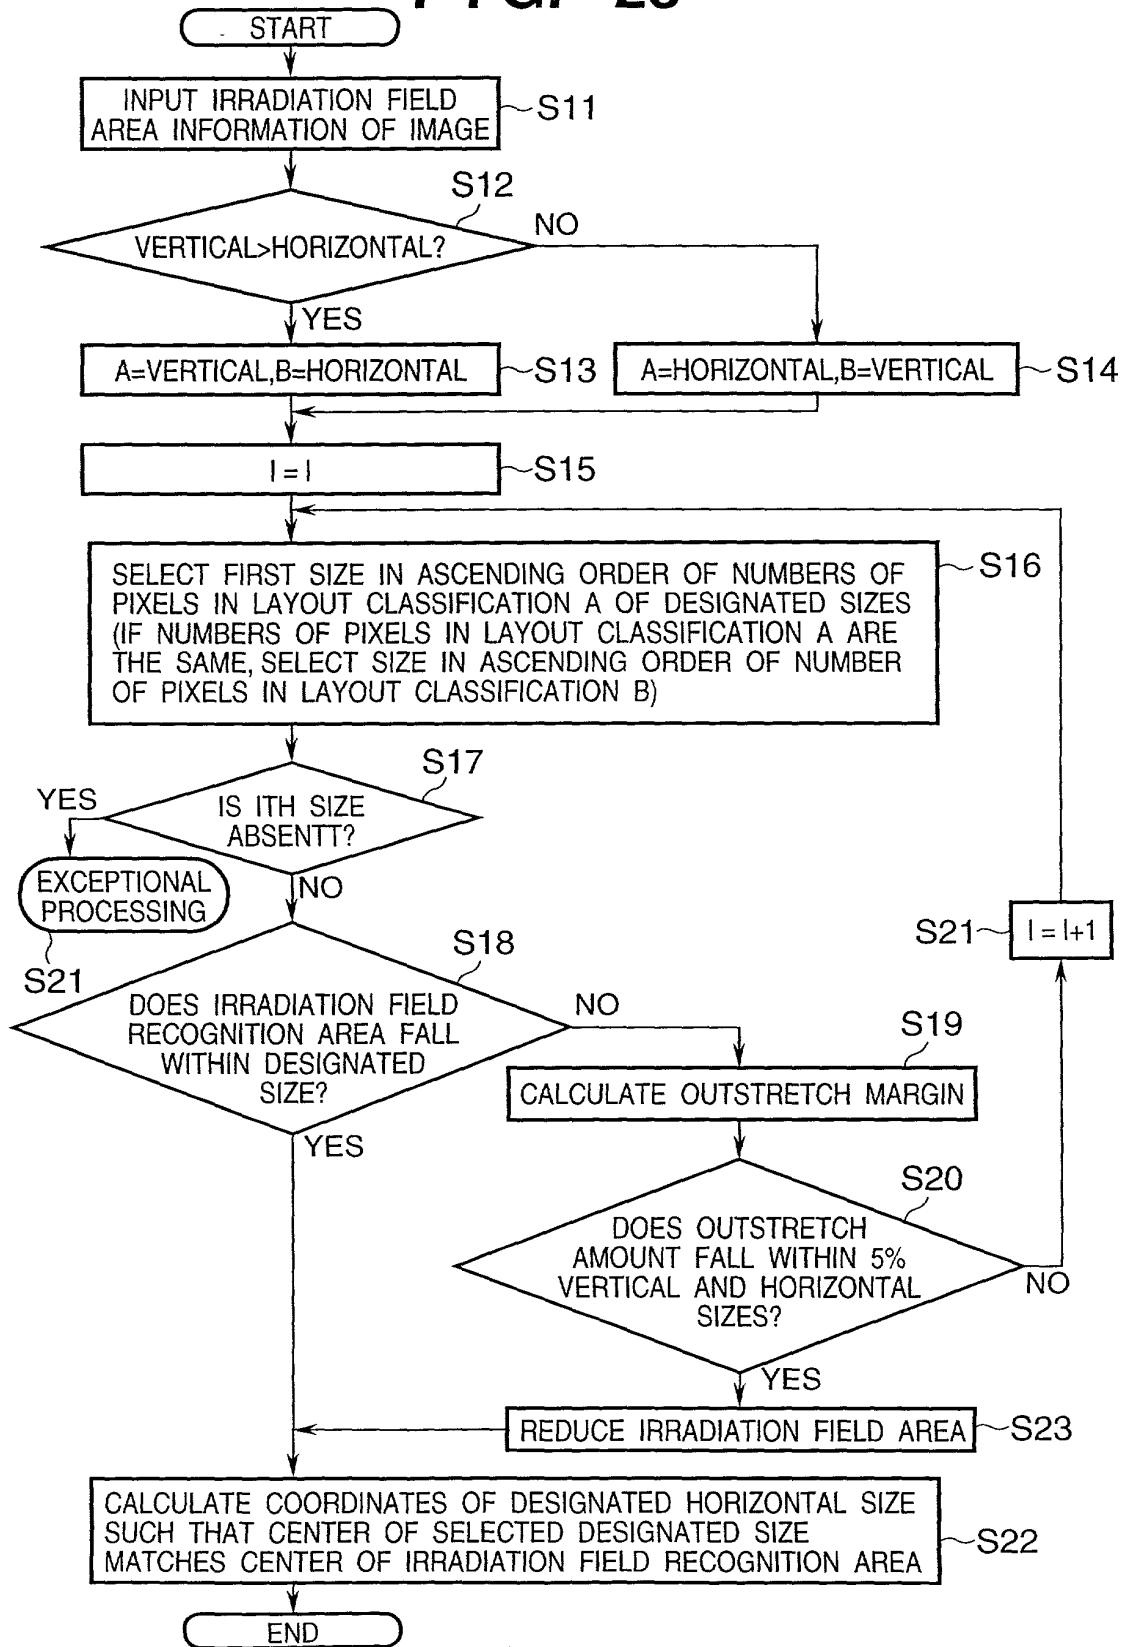 START
INPUT IRRADIATION FIELD
AREA INFORMATION OF IMAGE
S11
S12
VERTICAL>HORIZONTAL?
NO
YES
A=VERTICAL,B=HORIZONTAL
S13
A=HORIZONTAL,B=VERTICAL
S14
I = I
S15
SELECT FIRST SIZE IN ASCENDING ORDER OF NUMBERS OF
PIXELS IN LAYOUT CLASSIFICATION A OF DESIGNATED SIZES
(IF NUMBERS OF PIXELS IN LAYOUT CLASSIFICATION A ARE
THE SAME, SELECT SIZE IN ASCENDING ORDER OF NUMBER
OF PIXELS IN LAYOUT CLASSIFICATION B)
S16
S17
IS ITH SIZE
ABSENTT?
YES
EXCEPTIONAL
PROCESSING
S21
NO
S18
DOES IRRADIATION FIELD
RECOGNITION AREA FALL
WITHIN DESIGNATED
SIZE?
NO
YES
S21
I = I+1
S19
CALCULATE OUTSTRETCH MARGIN
S20
DOES OUTSTRETCH
AMOUNT FALL WITHIN 5%
VERTICAL AND HORIZONTAL
SIZES?
NO
YES
REDUCE IRRADIATION FIELD AREA
S23
CALCULATE COORDINATES OF DESIGNATED HORIZONTAL SIZE
SUCH THAT CENTER OF SELECTED DESIGNATED SIZE
MATCHES CENTER OF IRRADIATION FIELD RECOGNITION AREA
S22
END